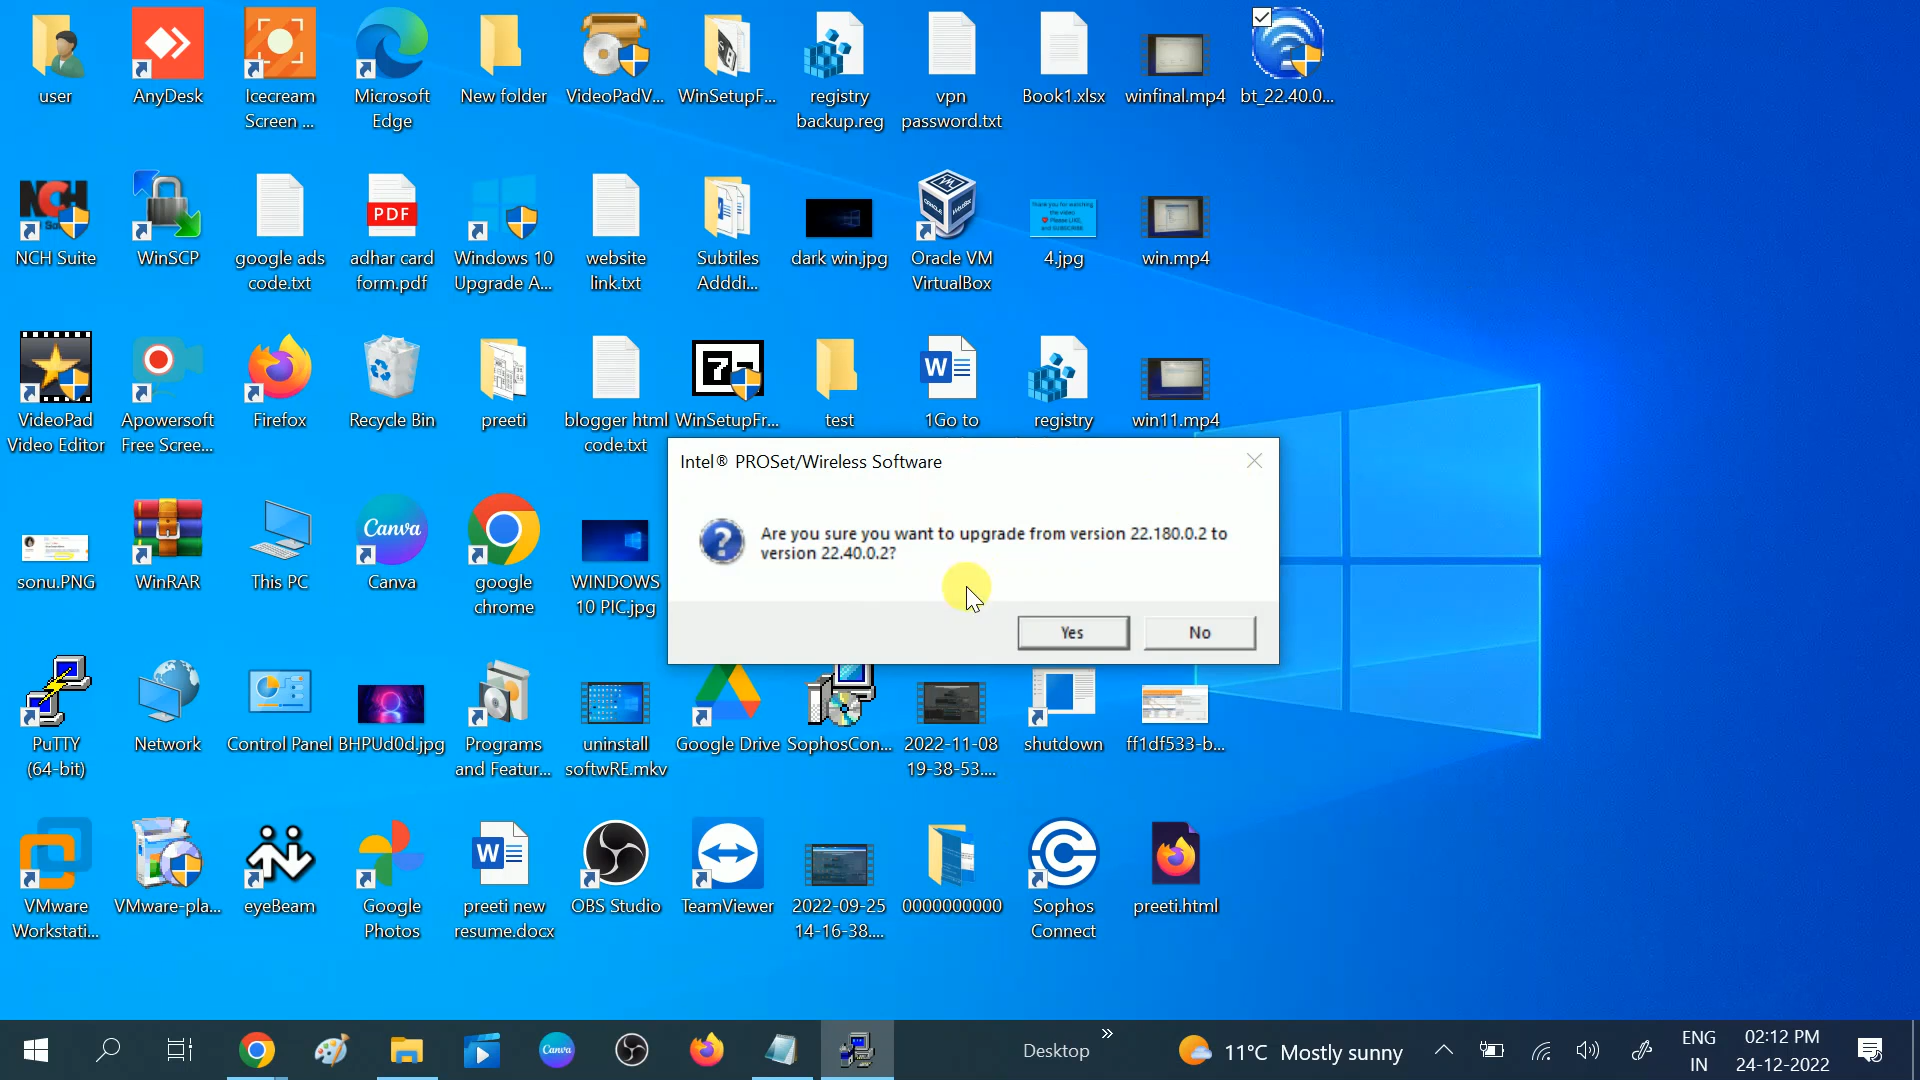 user
AnyDesk
Icecream
Screen ...
Microsoft
Edge
New folder
VideoPadV...
WinSetupF...
registry
backup.reg
vpn
password.txt
Book1.xlsx
winfinal.mp4
bt_22.40.0...
NCH Suite
WinSCP
google ads
code.txt
PDF
adhar card
form.pdf
Windows 10
Upgrade A...
website
link.txt
Subtiles
Adddi...
dark win.jpg
Oracle VM
VirtualBox
4.jpg
win.mp4
VideoPad
Video Editor
Apowersoft
Free Scree...
Firefox
Recycle Bin
preeti
blogger html
code.txt
WinSetupFr...
test
1Go to
registry
win11.mp4
Intel® PROSet/Wireless Software
Are you sure you want to upgrade from version 22.180.0.2 to
version 22.40.0.2?
Yes
No
sonu.PNG
WinRAR
This PC
Canva
Canva
google
chrome
WINDOWS
10 PIC.jpg
PuTTY
(64-bit)
Network
Control Panel
BHPUd0d.jpg
Programs
and Featur...
uninstall
softwRE.mkv
Google Drive
SophosCon...
2022-11-08
19-38-53....
shutdown
ff1df533-b...
VMware
Workstati...
VMware-pla...
eyeBeam
Google
Photos
preeti new
resume.docx
OBS Studio
TeamViewer
2022-09-25
14-16-38....
0000000000
Sophos
Connect
preeti.html
Canva
Desktop
11°C Mostly sunny
ENG
IN
02:12 PM
24-12-2022